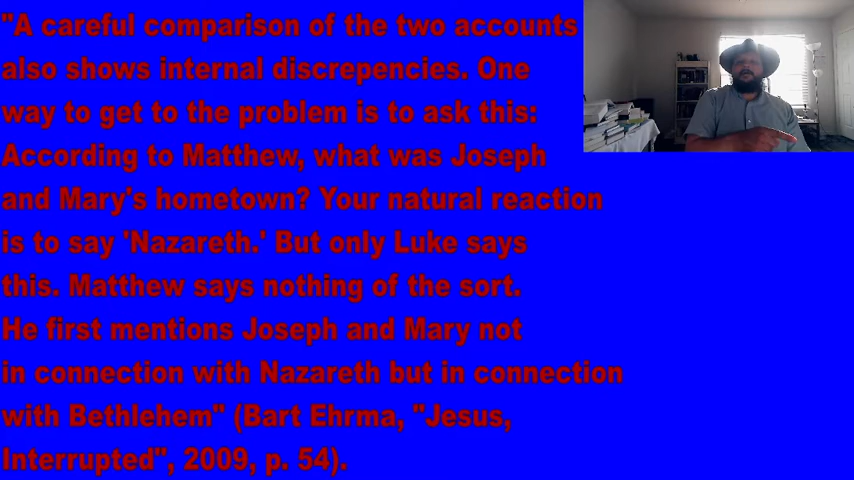 "A careful comparison of the two accounts
also shows internal discrepencies. One
way to get to the problem is to ask this:
According to Matthew, what was Joseph
and Mary's hometown? Your natural reaction
is to say 'Nazareth.' But only Luke says
this. Matthew says nothing of the sort.
He first mentions Joseph and Mary not
in connection with Nazareth but in connection
with Bethlehem" (Bart Ehrma, "Jesus,
Interrupted", 2009, p. 54).